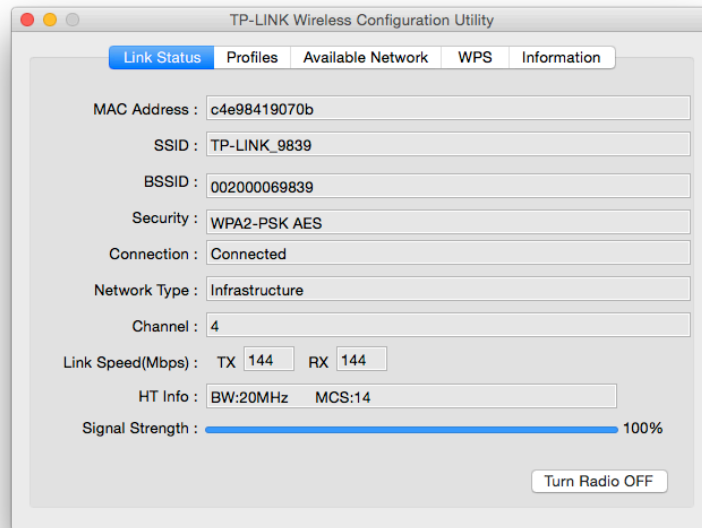 TP-LINK Wireless Configuration Utility
Link Status Profiles Available Network WPS Information
MAC Address : c4e98419070b
SSID : TP-LINK_9839
BSSID : 002000069839
Security : WPA2-PSK AES
Connection : Connected
Network Type : Infrastructure
Channel : 4
Link Speed(Mbps) : TX 144 RX 144
HT Info : BW:20MHz MCS:14
Signal Strength : 100%
Turn Radio OFF